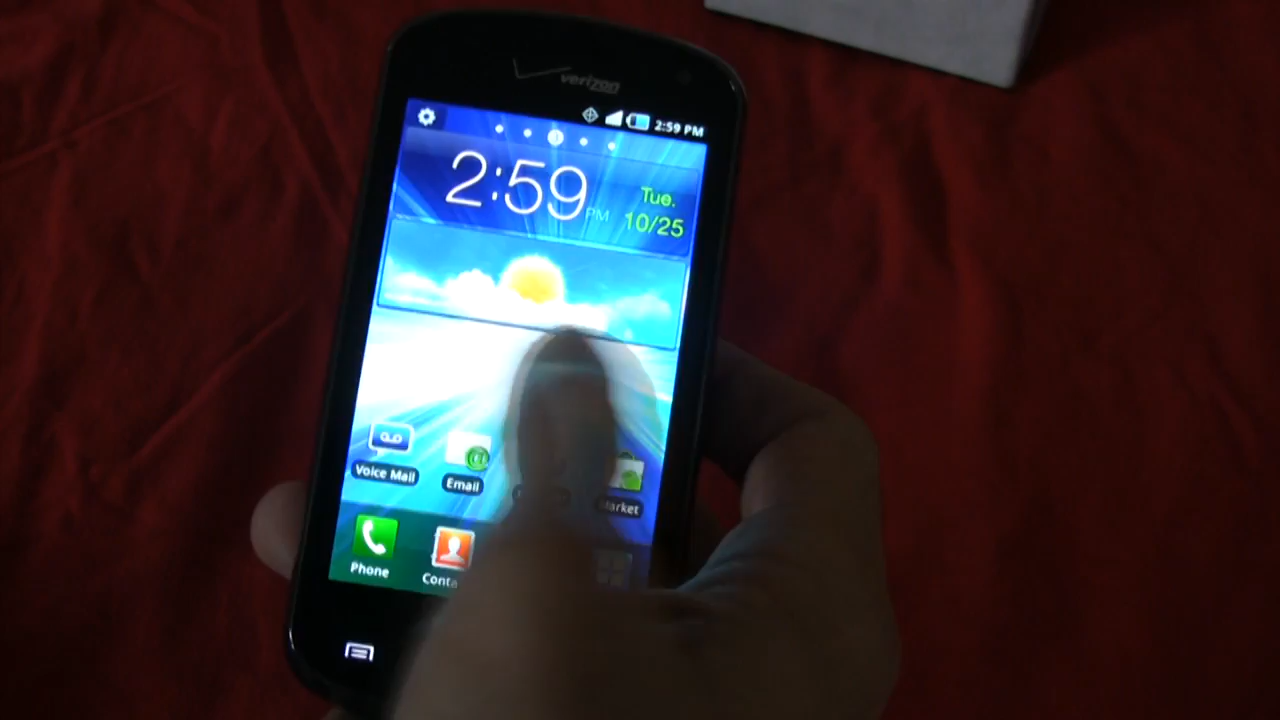 verizon
2:59 PM
2:59 PM
Tue.
10/25
Voice Mail
Email
Market
Phone
Conta